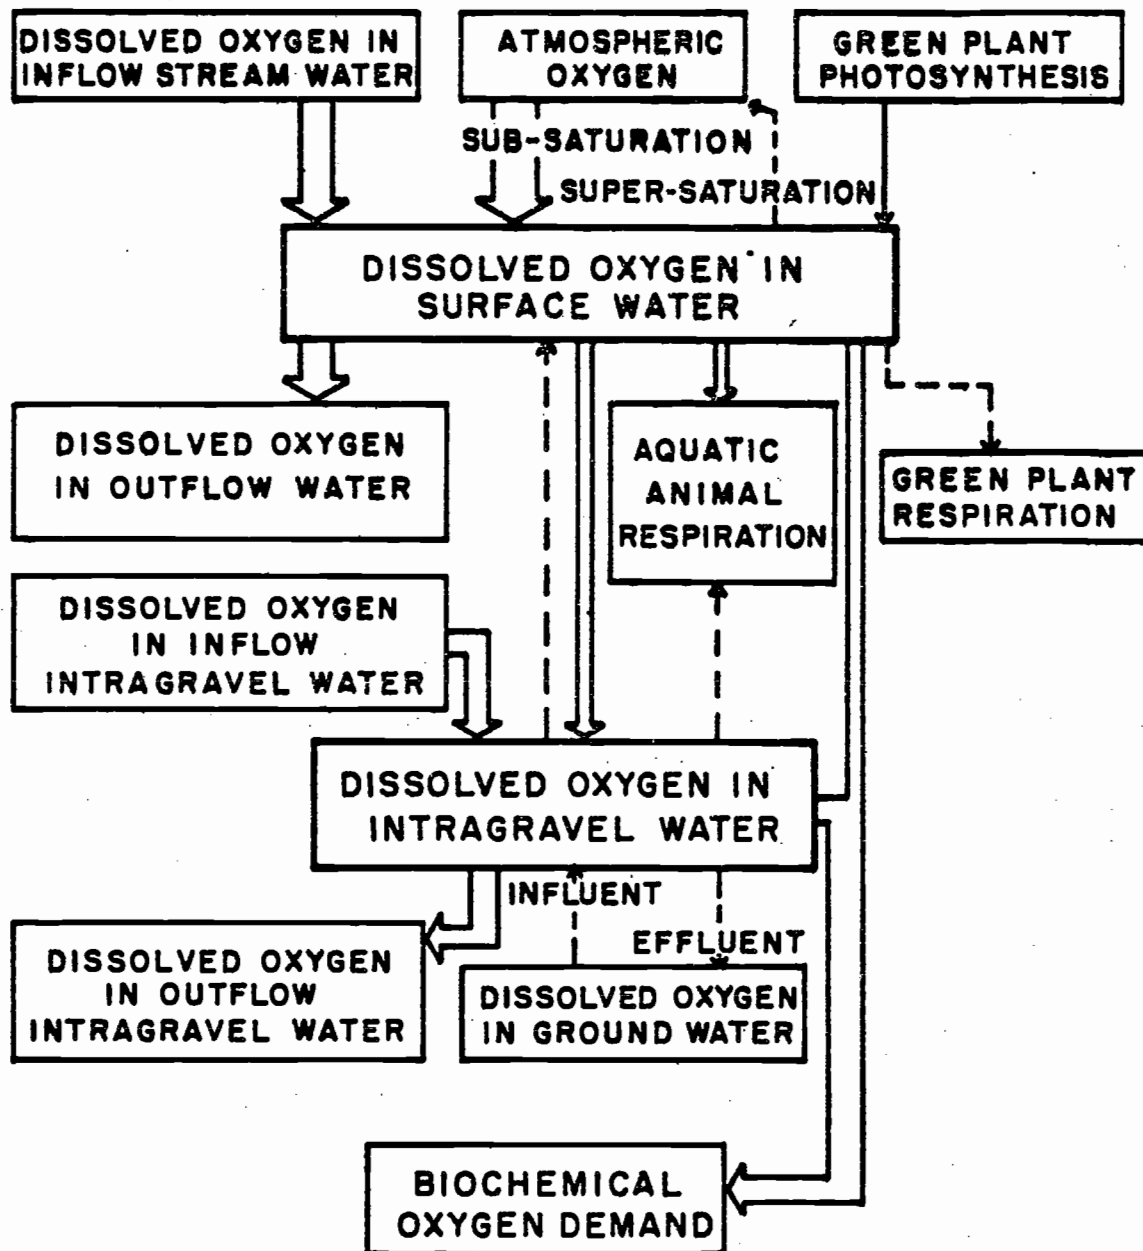 DISSOLVED OXYGEN IN
INFLOW STREAM WATER
ATMOSPHERIC
OXYGEN
GREEN PLANT
PHOTOSYNTHESIS
SUB-SATURATION
SUPER-SATURATION
DISSOLVED OXYGEN IN
SURFACE WATER
DISSOLVED OXYGEN
IN OUTFLOW WATER
AQUATIC
ANIMAL
RESPIRATION
GREEN PLANT
RESPIRATION
DISSOLVED OXYGEN
IN INFLOW
INTRAGRAVEL WATER
DISSOLVED OXYGEN IN
INTRAGRAVEL WATER
INFLUENT
EFFLUENT
DISSOLVED OXYGEN
IN OUTFLOW
INTRAGRAVEL WATER
DISSOLVED OXYGEN
IN GROUND WATER
BIOCHEMICAL
OXYGEN DEMAND